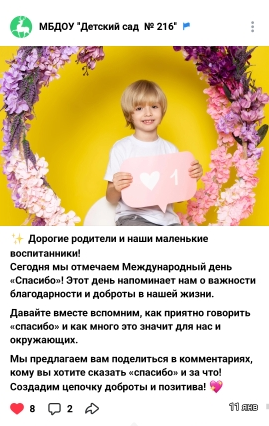 МБДОУ "Детский сад № 216"
1
✨ Дорогие родители и наши маленькие
воспитанники!
Сегодня мы отмечаем Международный день
«Спасибо»! Этот день напоминает нам о важности
благодарности и доброты в нашей жизни.
Давайте вместе вспомним, как приятно говорить
«спасибо» и как много это значит для нас и
окружающих.
Мы предлагаем вам поделиться в комментариях,
кому вы хотите сказать «спасибо» и за что!
Создадим цепочку доброты и позитива! 💖
8 2 11 янв